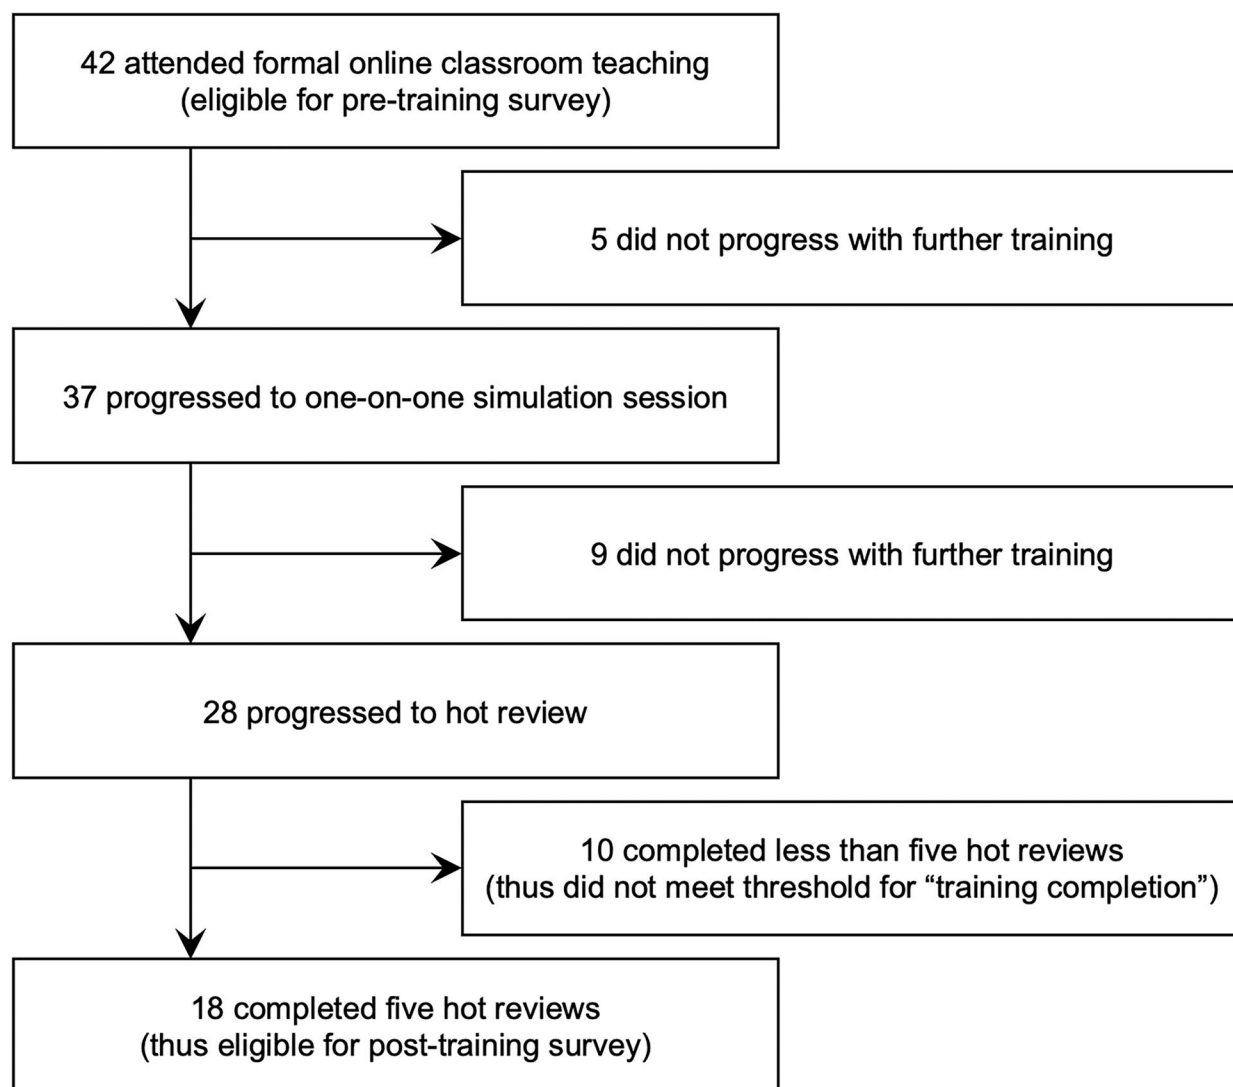 42 attended formal online classroom teaching
(eligible for pre-training survey)
5 did not progress with further training
37 progressed to one-on-one simulation session
9 did not progress with further training
28 progressed to hot review
10 completed less than five hot reviews
(thus did not meet threshold for “training completion”)
18 completed five hot reviews
(thus eligible for post-training survey)